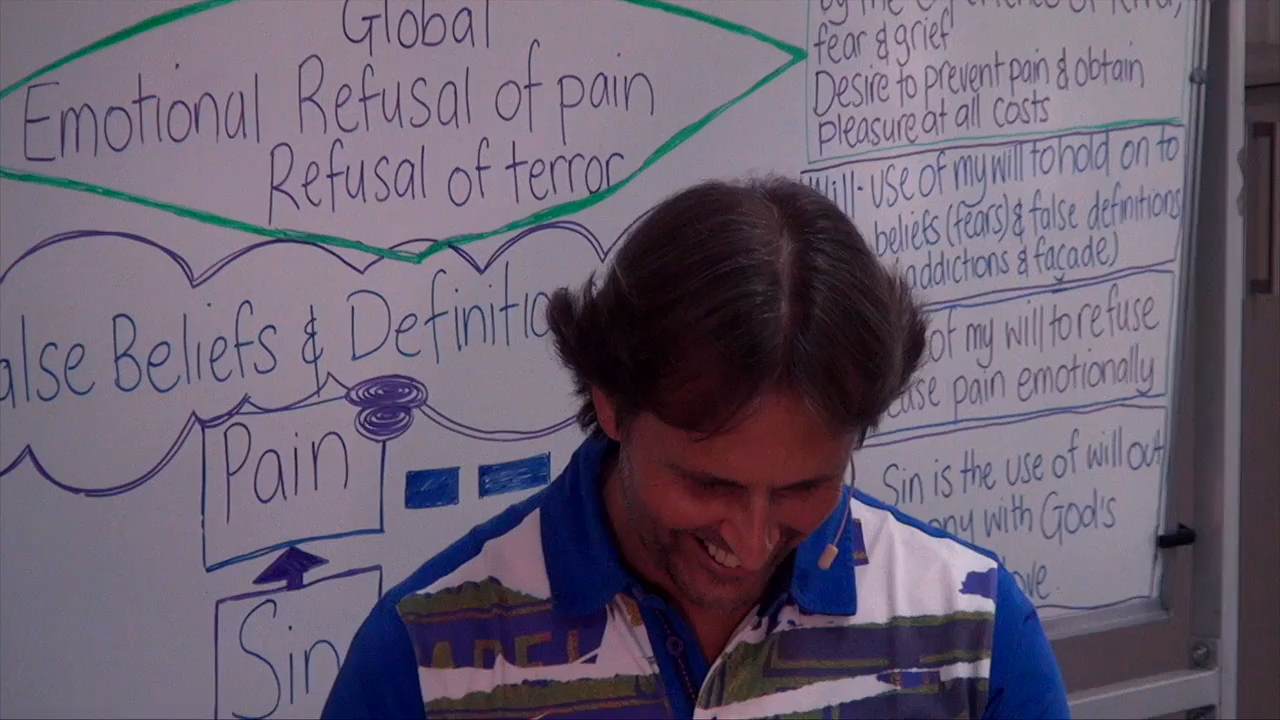 Global
Emotional Refusal of pain
Refusal of terror
alse Beliefs & Definitio
Pain
Sin
fear & grief
Desire to prevent pain & obtain
pleasure at all costs
Will - use of my will to hold on to
beliefs (fears) & false definitions
addictions & façade)
of my will to refuse
pain emotionally
Sin is the use of will out
ony with God's
ove